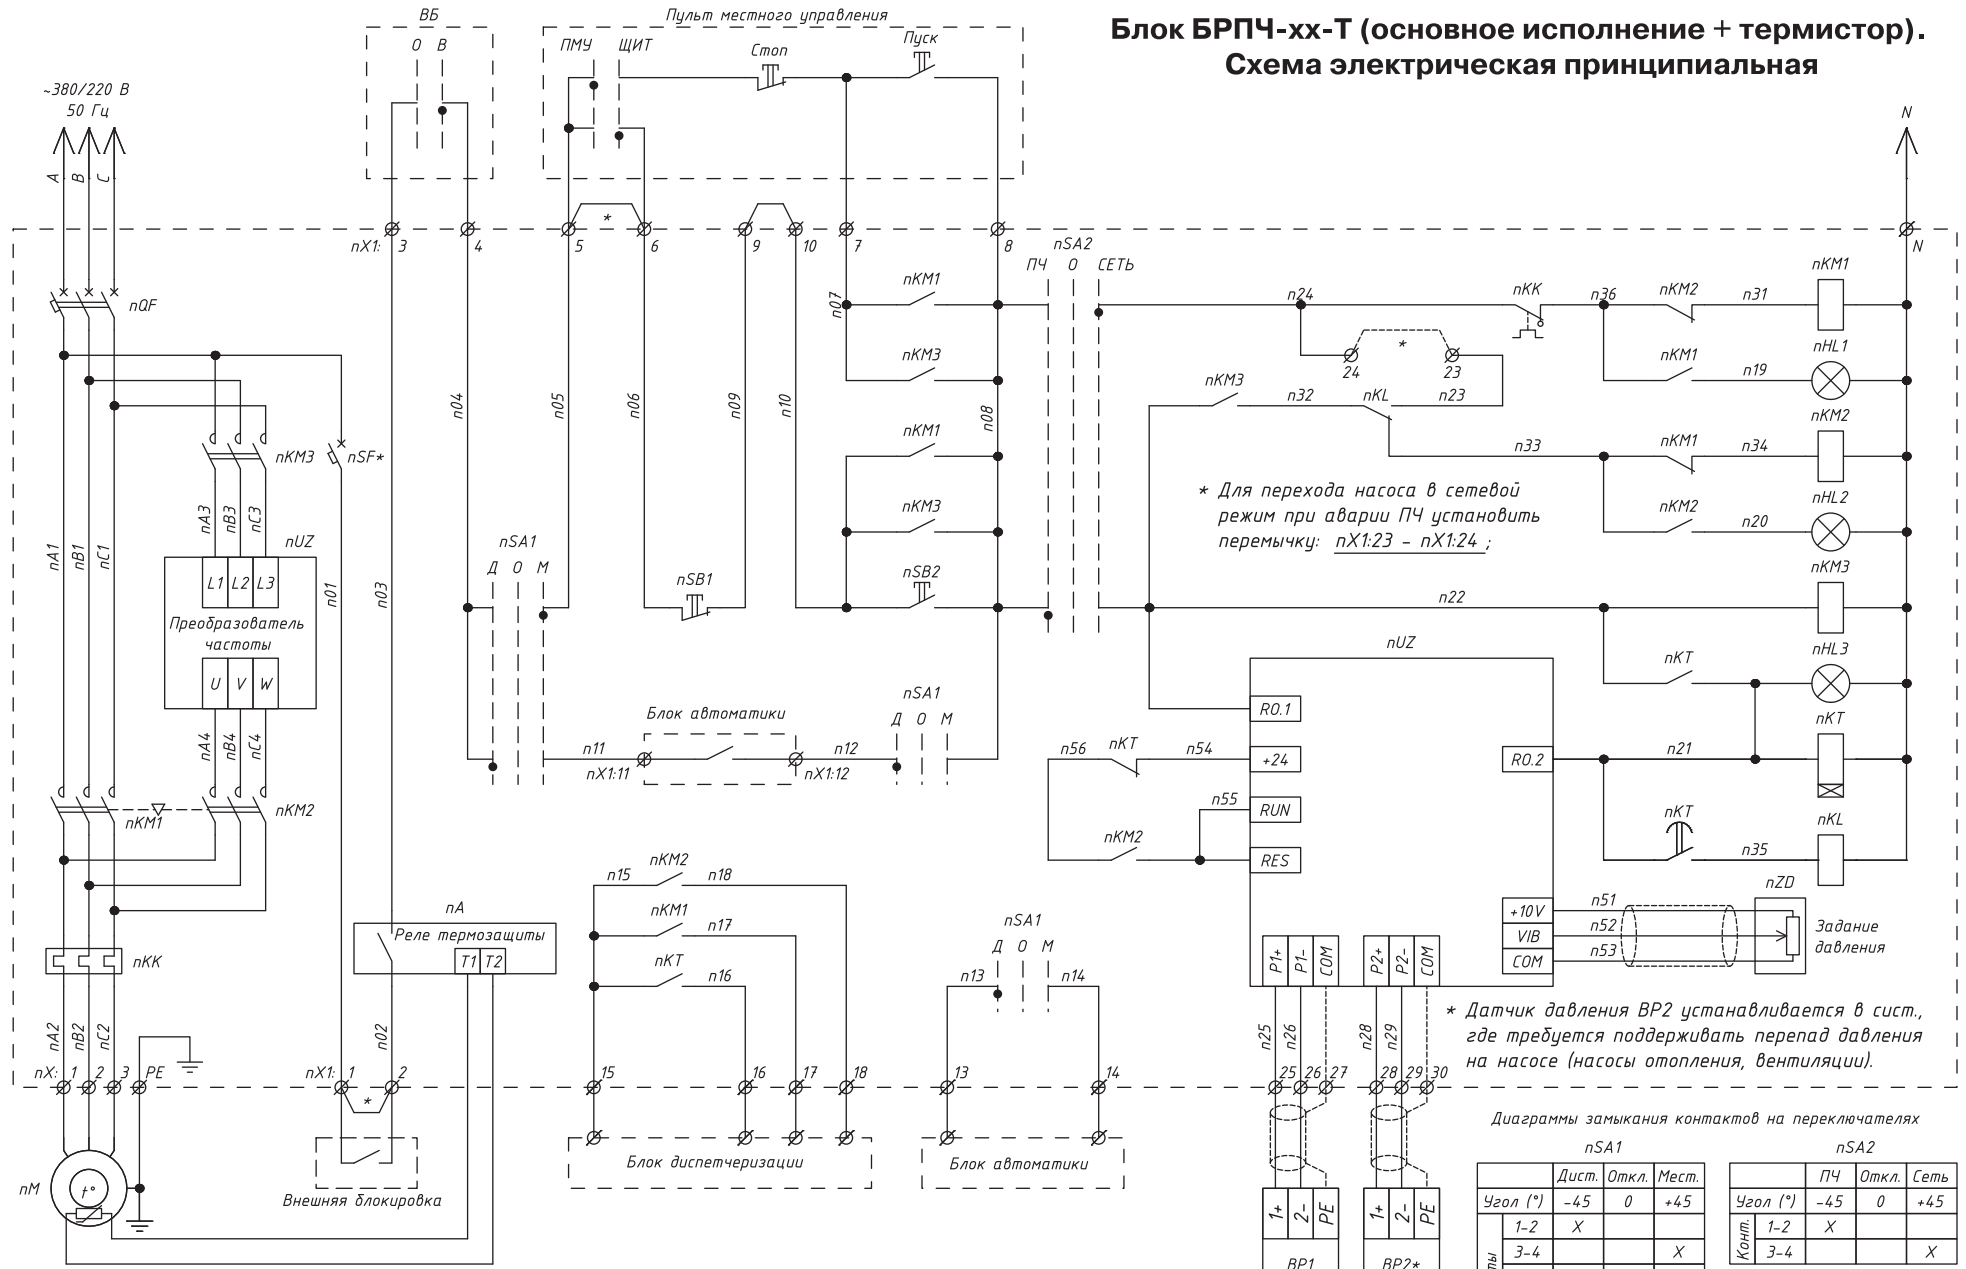 Блок БРПЧ-хх-Т (основное исполнение + термистор).
Схема электрическая принципиальная
ВБ
О В
Пульт местного управления
ПМУ ЩИТ
Стоп
Пуск
~380/220 В
50 Гц
A B C
N
nX1: 3 4 5 * 6 9 10 7 8 N
nSA2
ПЧ О СЕТЬ
nQF
n07
nKM1
n24
nKK
n36
nKM2
n31
nKM1
nKM3
* 
24 23
nKM1
n19
nHL1
n04 n05 n06 n09 n10 n08
nKM3
n32
nKL
n23
nKM2
nKM3
nSF*
nKM1
n33
nKM1
n34
* Для перехода насоса в сетевой
режим при аварии ПЧ установить
перемычку: nX1:23 - nX1:24 ;
nA3 nB3 nC3
nKM3
nKM2
n20
nHL2
nA1 nB1 nC1
nUZ
L1 L2 L3
Преобразователь
частоты
U V W
n01 n03
nSA1
Д О М
nSB1
nSB2
n22
nKM3
nUZ
nKT
nHL3
nA4 nB4 nC4
Блок автоматики
nSA1
Д О М
RO.1
n11
nX1:11
n12
nX1:12
n56
nKT
n54
+24
RO.2
n21
nKT
nKM1
nKM2
n55
RUN
nKM2
RES
nKT
n35
nKL
nKM2
n15 n18
nKM1
n17
nKT
n16
nA
Реле термозащиты
T1 T2
nSA1
Д О М
n13 n14
+10V
VIB
COM
n51
n52
n53
nZD
Задание
давления
nKK
P1+ P1- COM
P2+ P2- COM
nA2 nB2 nC2
n02
n25 n26
n28 n29
* Датчик давления ВР2 устанавливается в сист.,
где требуется поддерживать перепад давления
на насосе (насосы отопления, вентиляции).
nX: 1 2 3 PE
nX1: 1 2
*
15 16 17 18
13 14
25 26 27 28 29 30
Внешняя блокировка
Блок диспетчеризации
Блок автоматики
nM
t°
1+ 2- PE
BP1
1+ 2- PE
BP2*
Диаграммы замыкания контактов на переключателях
nSA1
Дист. Откл. Мест.
Угол (°) -45 0 +45
1-2 X
3-4 X
nSA2
ПЧ Откл. Сеть
Угол (°) -45 0 +45
Конт.
1-2 X
3-4 X